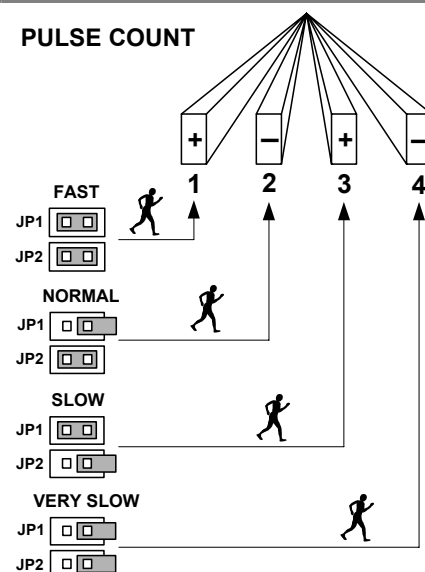 PULSE COUNT
+ − + −
1 2 3 4
FAST
JP1
JP2
NORMAL
JP1
JP2
SLOW
JP1
JP2
VERY SLOW
JP1
JP2